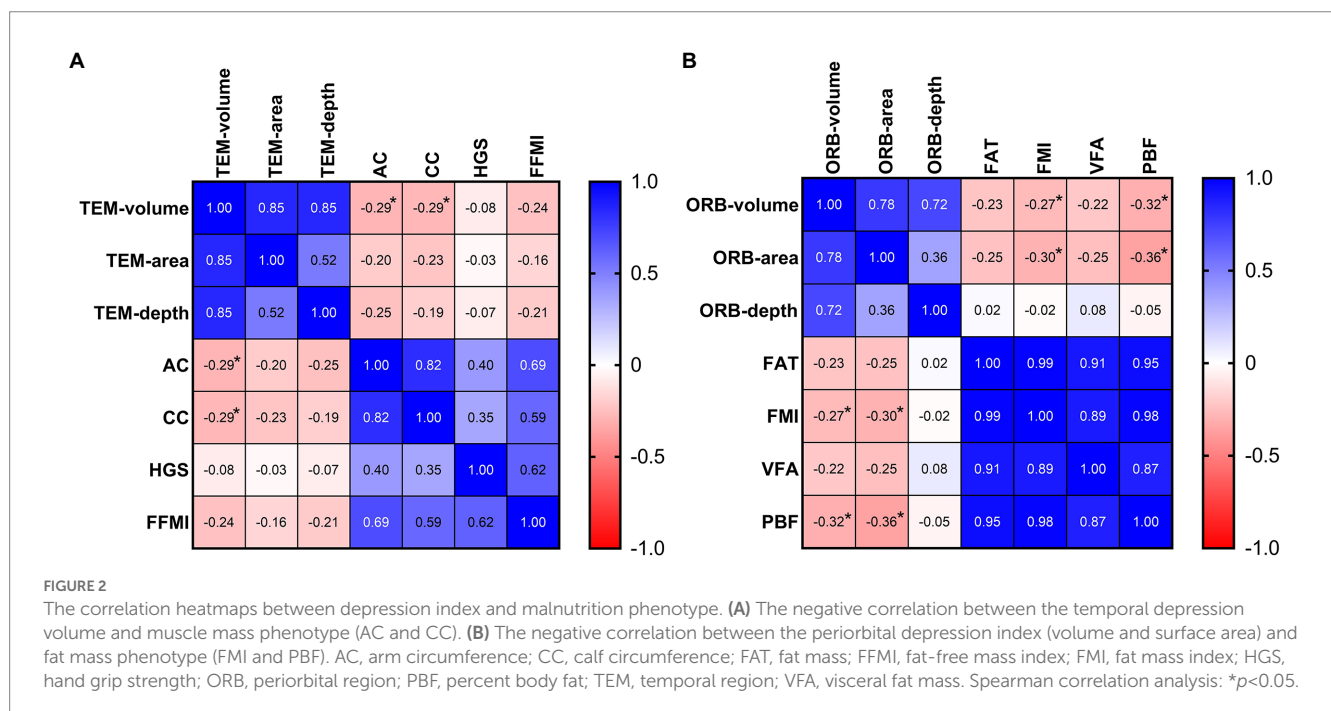 A
TEM-volume TEM-area TEM-depth AC CC HGS FFMI
TEM-volume 1.00 0.85 0.85 -0.29* -0.29* -0.08 -0.24
TEM-area 0.85 1.00 0.52 -0.20 -0.23 -0.03 -0.16
TEM-depth 0.85 0.52 1.00 -0.25 -0.19 -0.07 -0.21
AC -0.29* -0.20 -0.25 1.00 0.82 0.40 0.69
CC -0.29* -0.23 -0.19 0.82 1.00 0.35 0.59
HGS -0.08 -0.03 -0.07 0.40 0.35 1.00 0.62
FFMI -0.24 -0.16 -0.21 0.69 0.59 0.62 1.00
1.0
0.5
0
-0.5
-1.0
B
ORB-volume ORB-area ORB-depth FAT FMI VFA PBF
ORB-volume 1.00 0.78 0.72 -0.23 -0.27* -0.22 -0.32*
ORB-area 0.78 1.00 0.36 -0.25 -0.30* -0.25 -0.36*
ORB-depth 0.72 0.36 1.00 0.02 -0.02 0.08 -0.05
FAT -0.23 -0.25 0.02 1.00 0.99 0.91 0.95
FMI -0.27* -0.30* -0.02 0.99 1.00 0.89 0.98
VFA -0.22 -0.25 0.08 0.91 0.89 1.00 0.87
PBF -0.32* -0.36* -0.05 0.95 0.98 0.87 1.00
1.0
0.5
0
-0.5
-1.0
FIGURE 2
The correlation heatmaps between depression index and malnutrition phenotype. (A) The negative correlation between the temporal depression
volume and muscle mass phenotype (AC and CC). (B) The negative correlation between the periorbital depression index (volume and surface area) and
fat mass phenotype (FMI and PBF). AC, arm circumference; CC, calf circumference; FAT, fat mass; FFMI, fat-free mass index; FMI, fat mass index; HGS,
hand grip strength; ORB, periorbital region; PBF, percent body fat; TEM, temporal region; VFA, visceral fat mass. Spearman correlation analysis: *p<0.05.